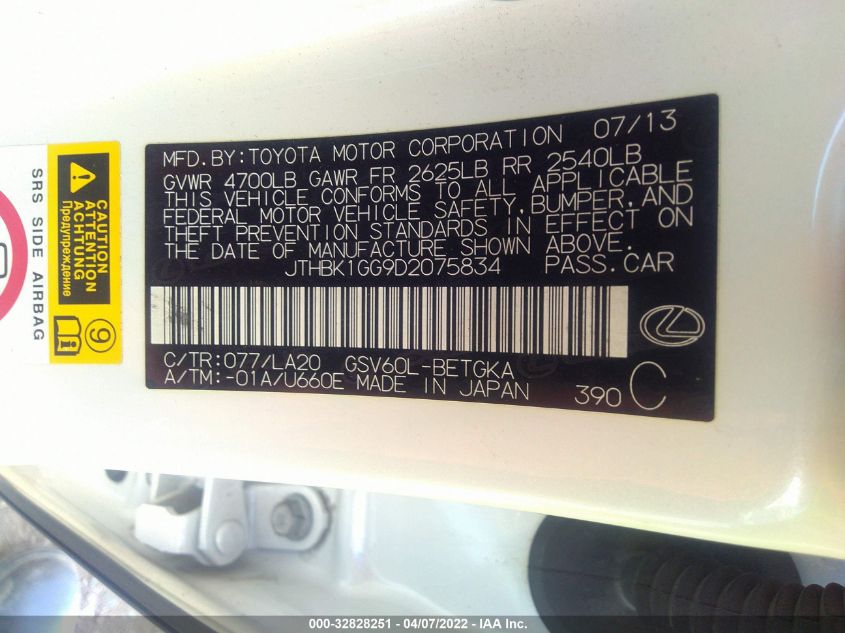 MFD.BY:TOYOTA MOTOR CORPORATION 07/13
GVWR 4700LB GAWR FR 2625LB RR 2540LB
THIS VEHICLE CONFORMS TO ALL APPLICABLE
FEDERAL MOTOR VEHICLE SAFETY,BUMPER,AND
THEFT PREVENTION STANDARDS IN EFFECT ON
THE DATE OF MANUFACTURE SHOWN ABOVE.
JTHBK1GG9D2075834 PASS.CAR
C/TR:077/LA20 GSV60L-BETGKA
A/TM:-01A/U660E MADE IN JAPAN
390 C
SRS SIDE AIRBAG
CAUTION
ATTENTION
ACHTUNG
Предупреждение
9
000-32828251 - 04/07/2022 - IAA Inc.